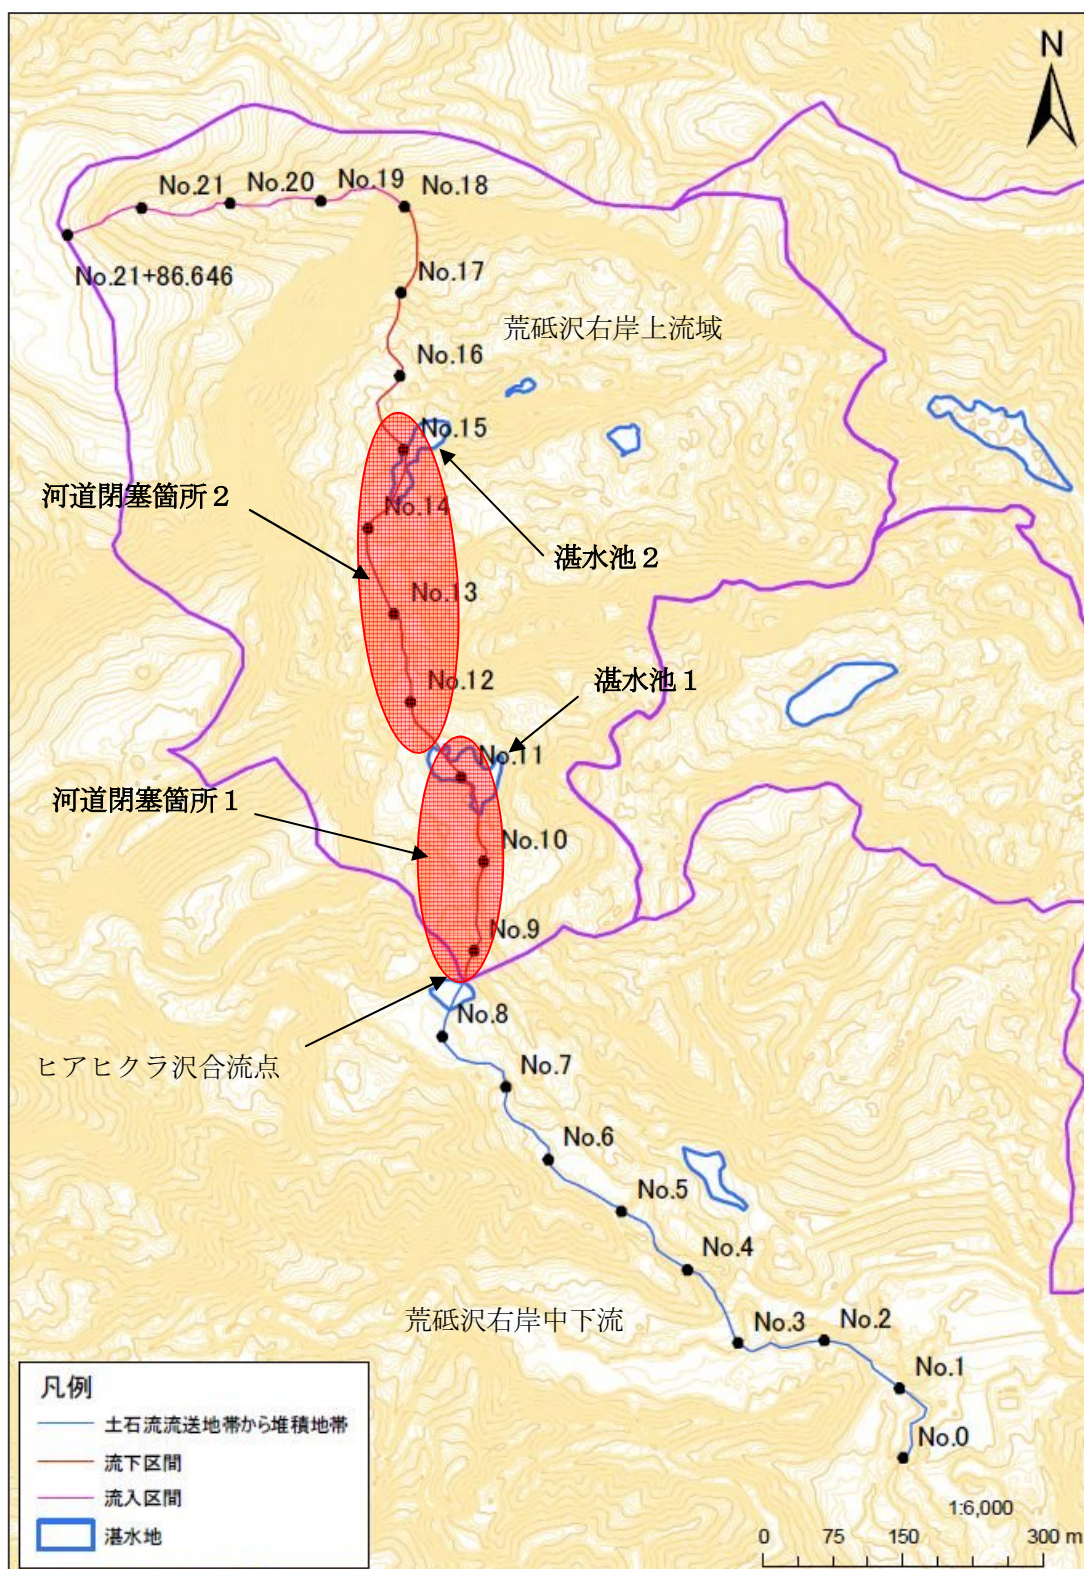 N
No.21
No.20
No.19
No.18
No.21+86.646
No.17
荒砥沢右岸上流域
No.16
No.15
河道閉塞箇所２
No.14
湛水池２
No.13
No.12
湛水池１
No.11
河道閉塞箇所１
No.10
No.9
No.8
ヒアヒクラ沢合流点
No.7
No.6
No.5
No.4
荒砥沢右岸中下流
No.3
No.2
No.1
No.0
凡例
土石流流送地帯から堆積地帯
流下区間
流入区間
湛水地
1:6,000
0 75 150 300 m